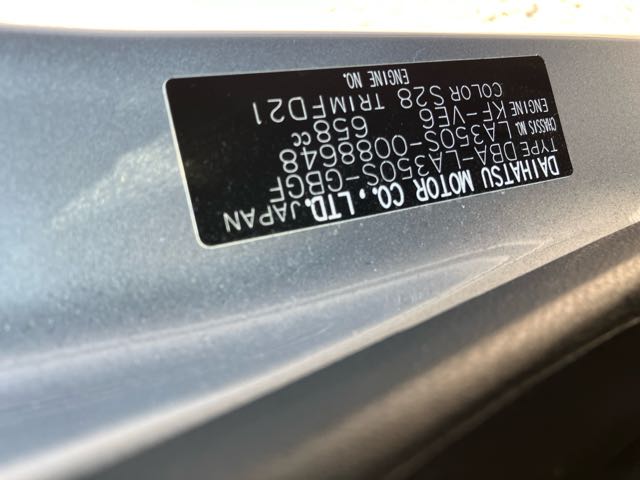 DAIHATSU MOTOR CO., LTD. JAPAN
TYPE DBA-LA350S-GBGF
CHASSIS NO. LA350S-0088648
ENGINE KF-VE6 658cc
COLOR S28 TRIM FD21
ENGINE NO.